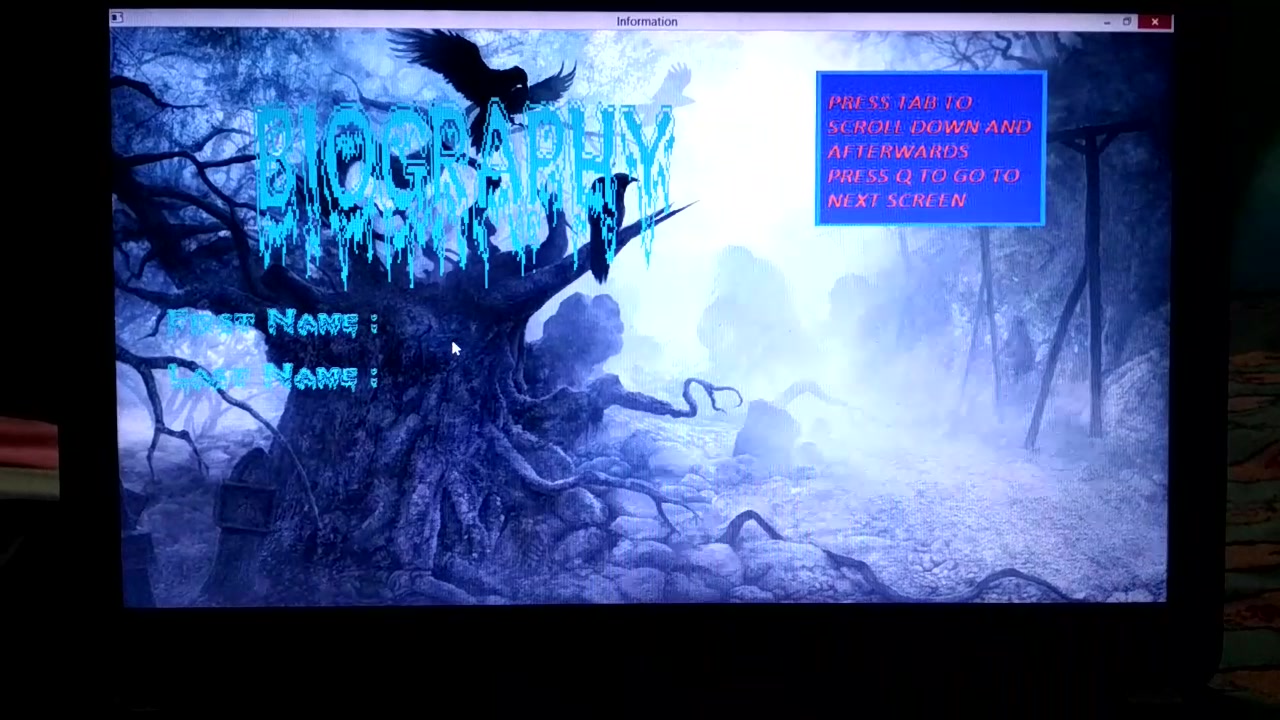 Information
BIOGRAPHY
PRESS TAB TO
SCROLL DOWN AND
AFTERWARDS
PRESS Q TO GO TO
NEXT SCREEN
First Name :
Last Name :